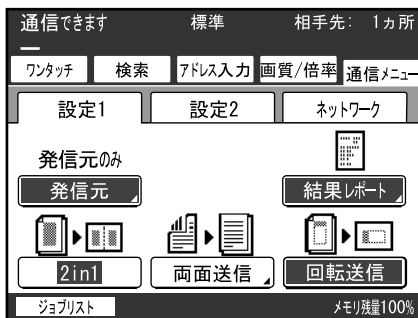 通信できます 標準 相手先: 1ヵ所
ワンタッチ 検索 アドレス入力 画質/倍率 通信メニュー
設定1 設定2 ネットワーク
発信元のみ
発信元 結果レポート
2in1 両面送信 回転送信
ジョブリスト メモリ残量100%